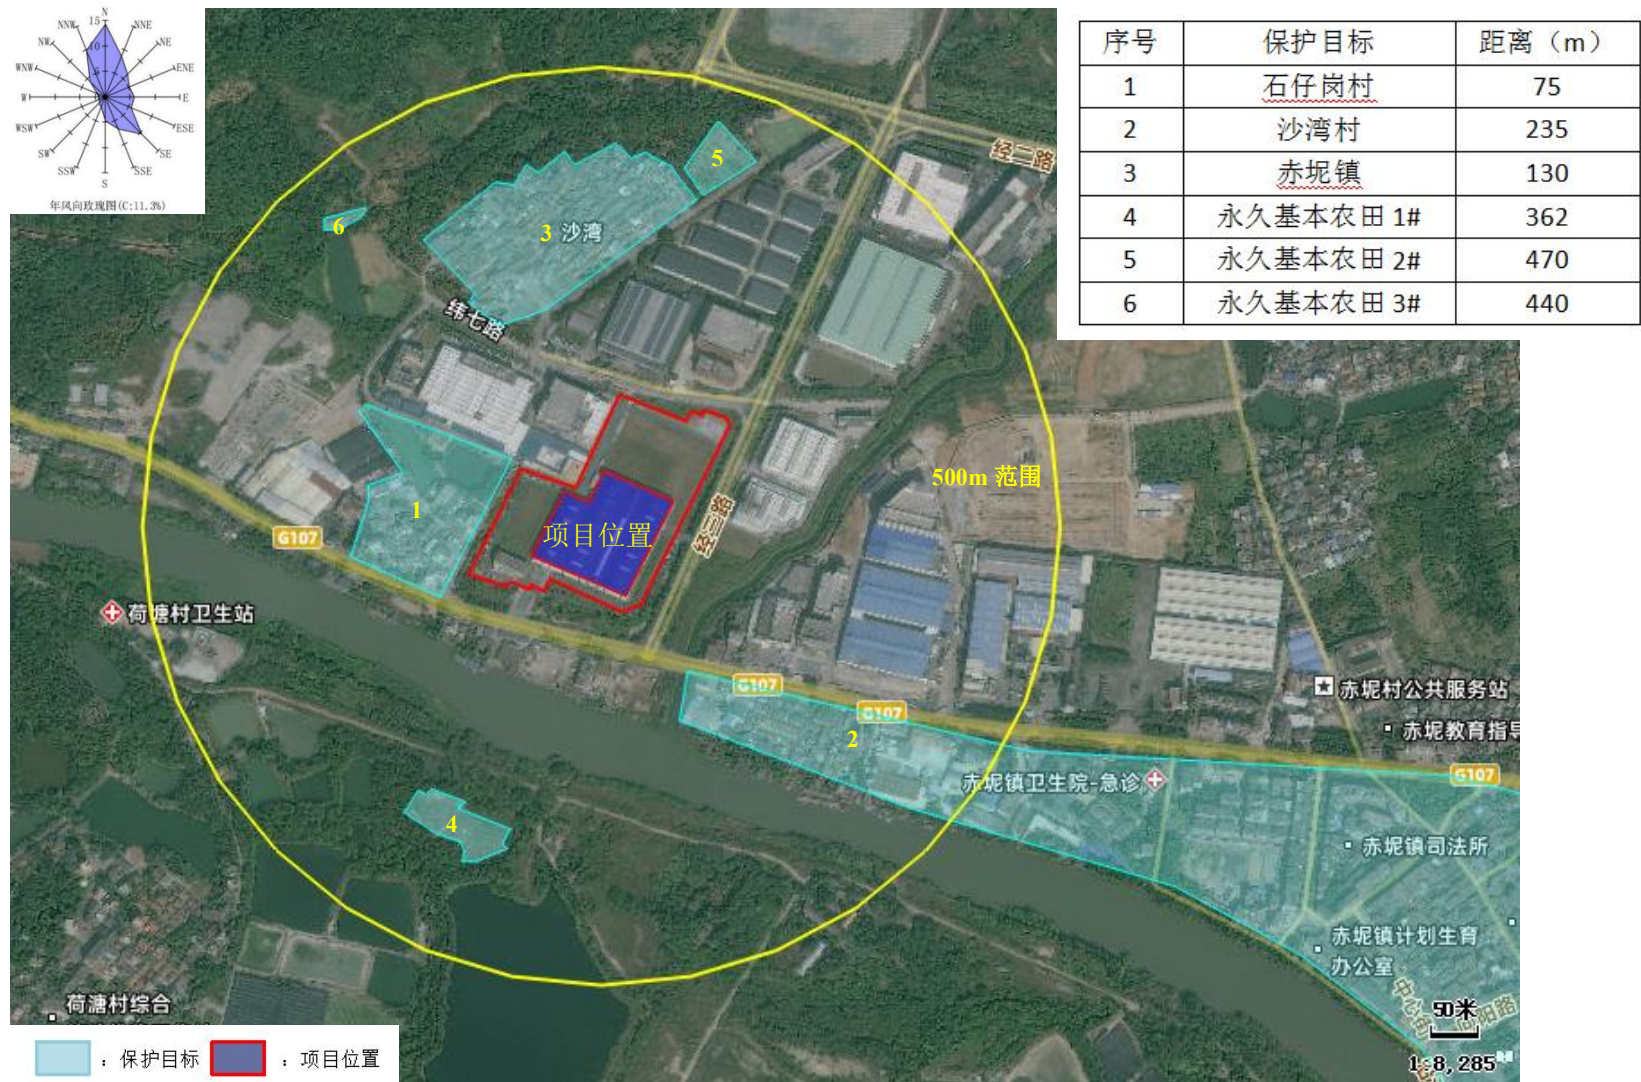 N
NNE
NE
ENE
E
ESE
SE
SSE
S
SSW
SW
WSW
W
WNW
NW
NNW
15
10
5
年风向玫瑰图(C:11.3%)
序号 保护目标 距离（m）
1 石仔岗村 75
2 沙湾村 235
3 赤坭镇 130
4 永久基本农田 1# 362
5 永久基本农田 2# 470
6 永久基本农田 3# 440
经二路
5
6
3 沙湾
纬七路
500m 范围
1
项目位置
经三路
G107
荷塘村卫生站
G107
G107
2
赤坭村公共服务站
赤坭教育指导
G107
赤坭镇卫生院-急诊
4
赤坭镇司法所
赤坭镇计划生育
办公室
荷塘村综合
50米
向阳路
1:8,285
：保护目标
：项目位置